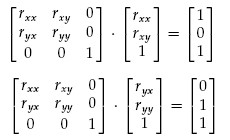 [r_xx r_xy 0; r_yx r_yy 0; 0 0 1] · [r_xx; r_xy; 1] = [1; 0; 1]
[r_xx r_xy 0; r_yx r_yy 0; 0 0 1] · [r_yx; r_yy; 1] = [0; 1; 1]